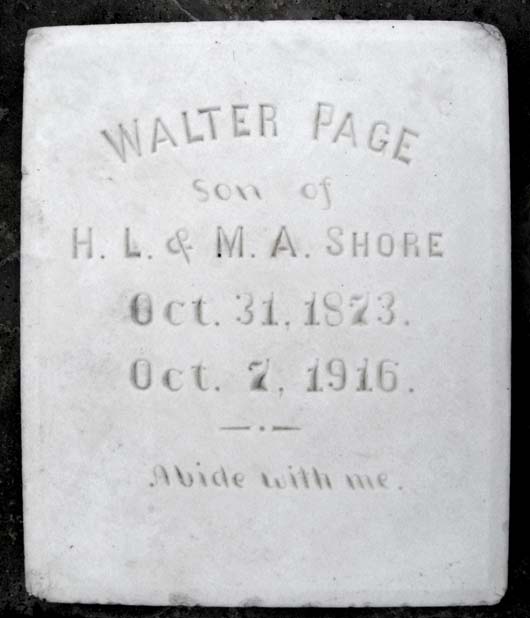 WALTER PAGE
son of
H. L. & M. A. SHORE
Oct. 31, 1873.
Oct. 7, 1916.
Abide with me.